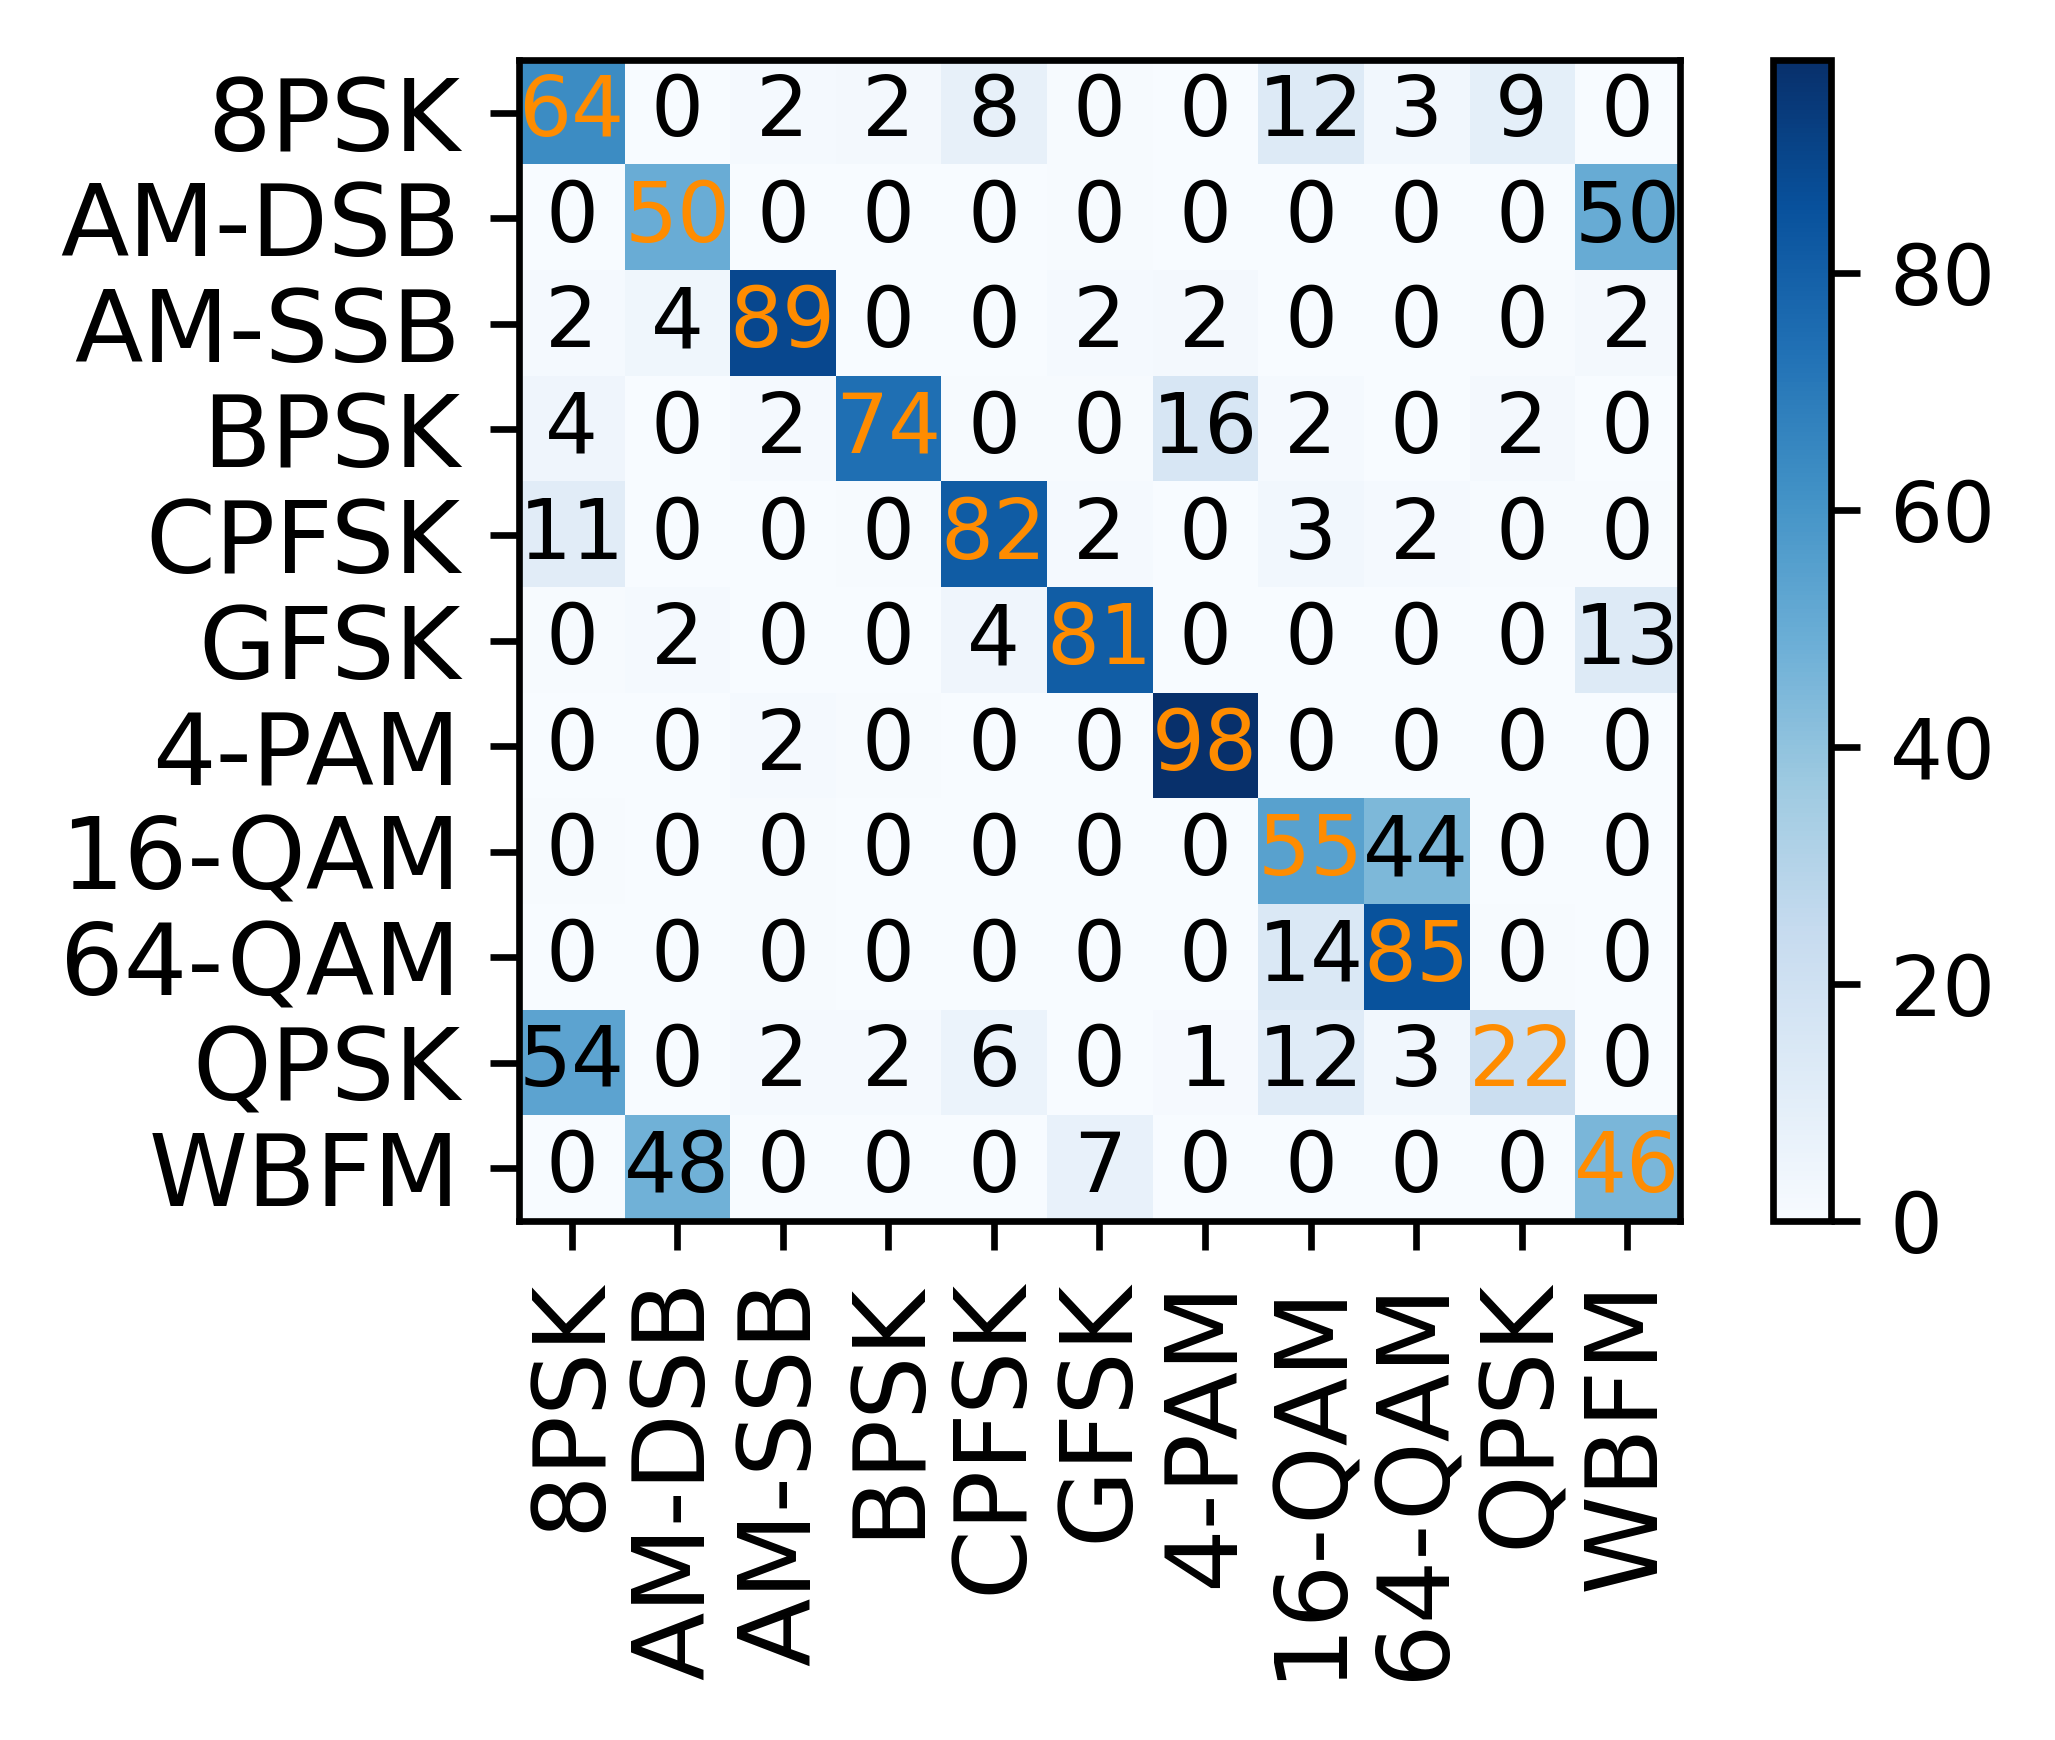 8PSK 64 0 2 2 8 0 0 12 3 9 0
AM-DSB 0 50 0 0 0 0 0 0 0 0 50
AM-SSB 2 4 89 0 0 2 2 0 0 0 2
BPSK 4 0 2 74 0 0 16 2 0 2 0
CPFSK 11 0 0 0 82 2 0 3 2 0 0
GFSK 0 2 0 0 4 81 0 0 0 0 13
4-PAM 0 0 2 0 0 0 98 0 0 0 0
16-QAM 0 0 0 0 0 0 0 55 44 0 0
64-QAM 0 0 0 0 0 0 0 14 85 0 0
QPSK 54 0 2 2 6 0 1 12 3 22 0
WBFM 0 48 0 0 0 7 0 0 0 0 46
8PSK
AM-DSB
AM-SSB
BPSK
CPFSK
GFSK
4-PAM
16-QAM
64-QAM
QPSK
WBFM
80
60
40
20
0